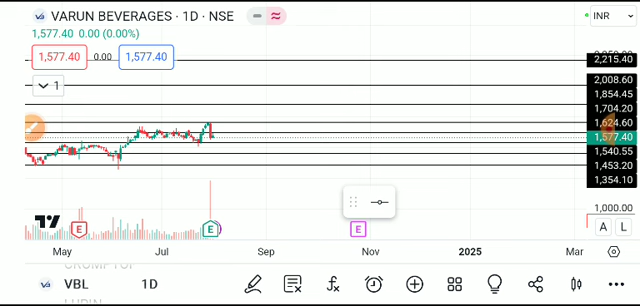 VARUN BEVERAGES · 1D · NSE
INR
1,577.40 0.00 (0.00%)
1,577.40 0.00 1,577.40
1
2,215.40
2,008.60
1,854.45
1,704.20
1,624.60
1,577.40
1,540.55
1,453.20
1,354.10
1,000.00
E E E
A L
May Jul Sep Nov 2025 Mar
VBL 1D